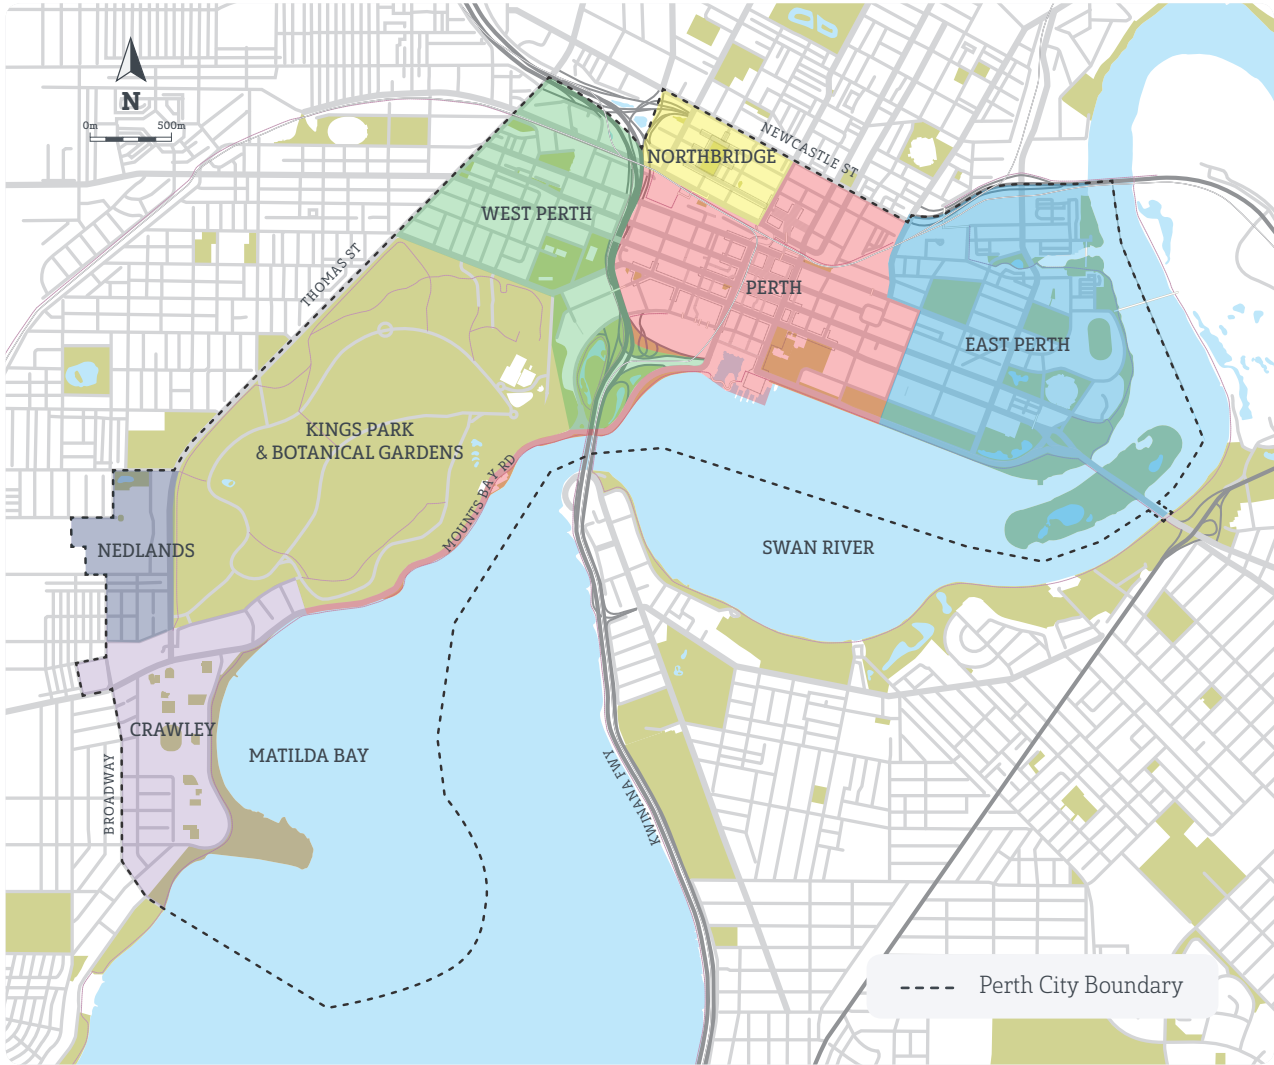 N
0m 500m
NEWCASTLE ST
NORTHBRIDGE
WEST PERTH
THOMAS ST
PERTH
EAST PERTH
KINGS PARK
& BOTANICAL GARDENS
MOUNTS BAY RD
NEDLANDS
SWAN RIVER
CRAWLEY
MATILDA BAY
BROADWAY
KWINANA FWY
Perth City Boundary